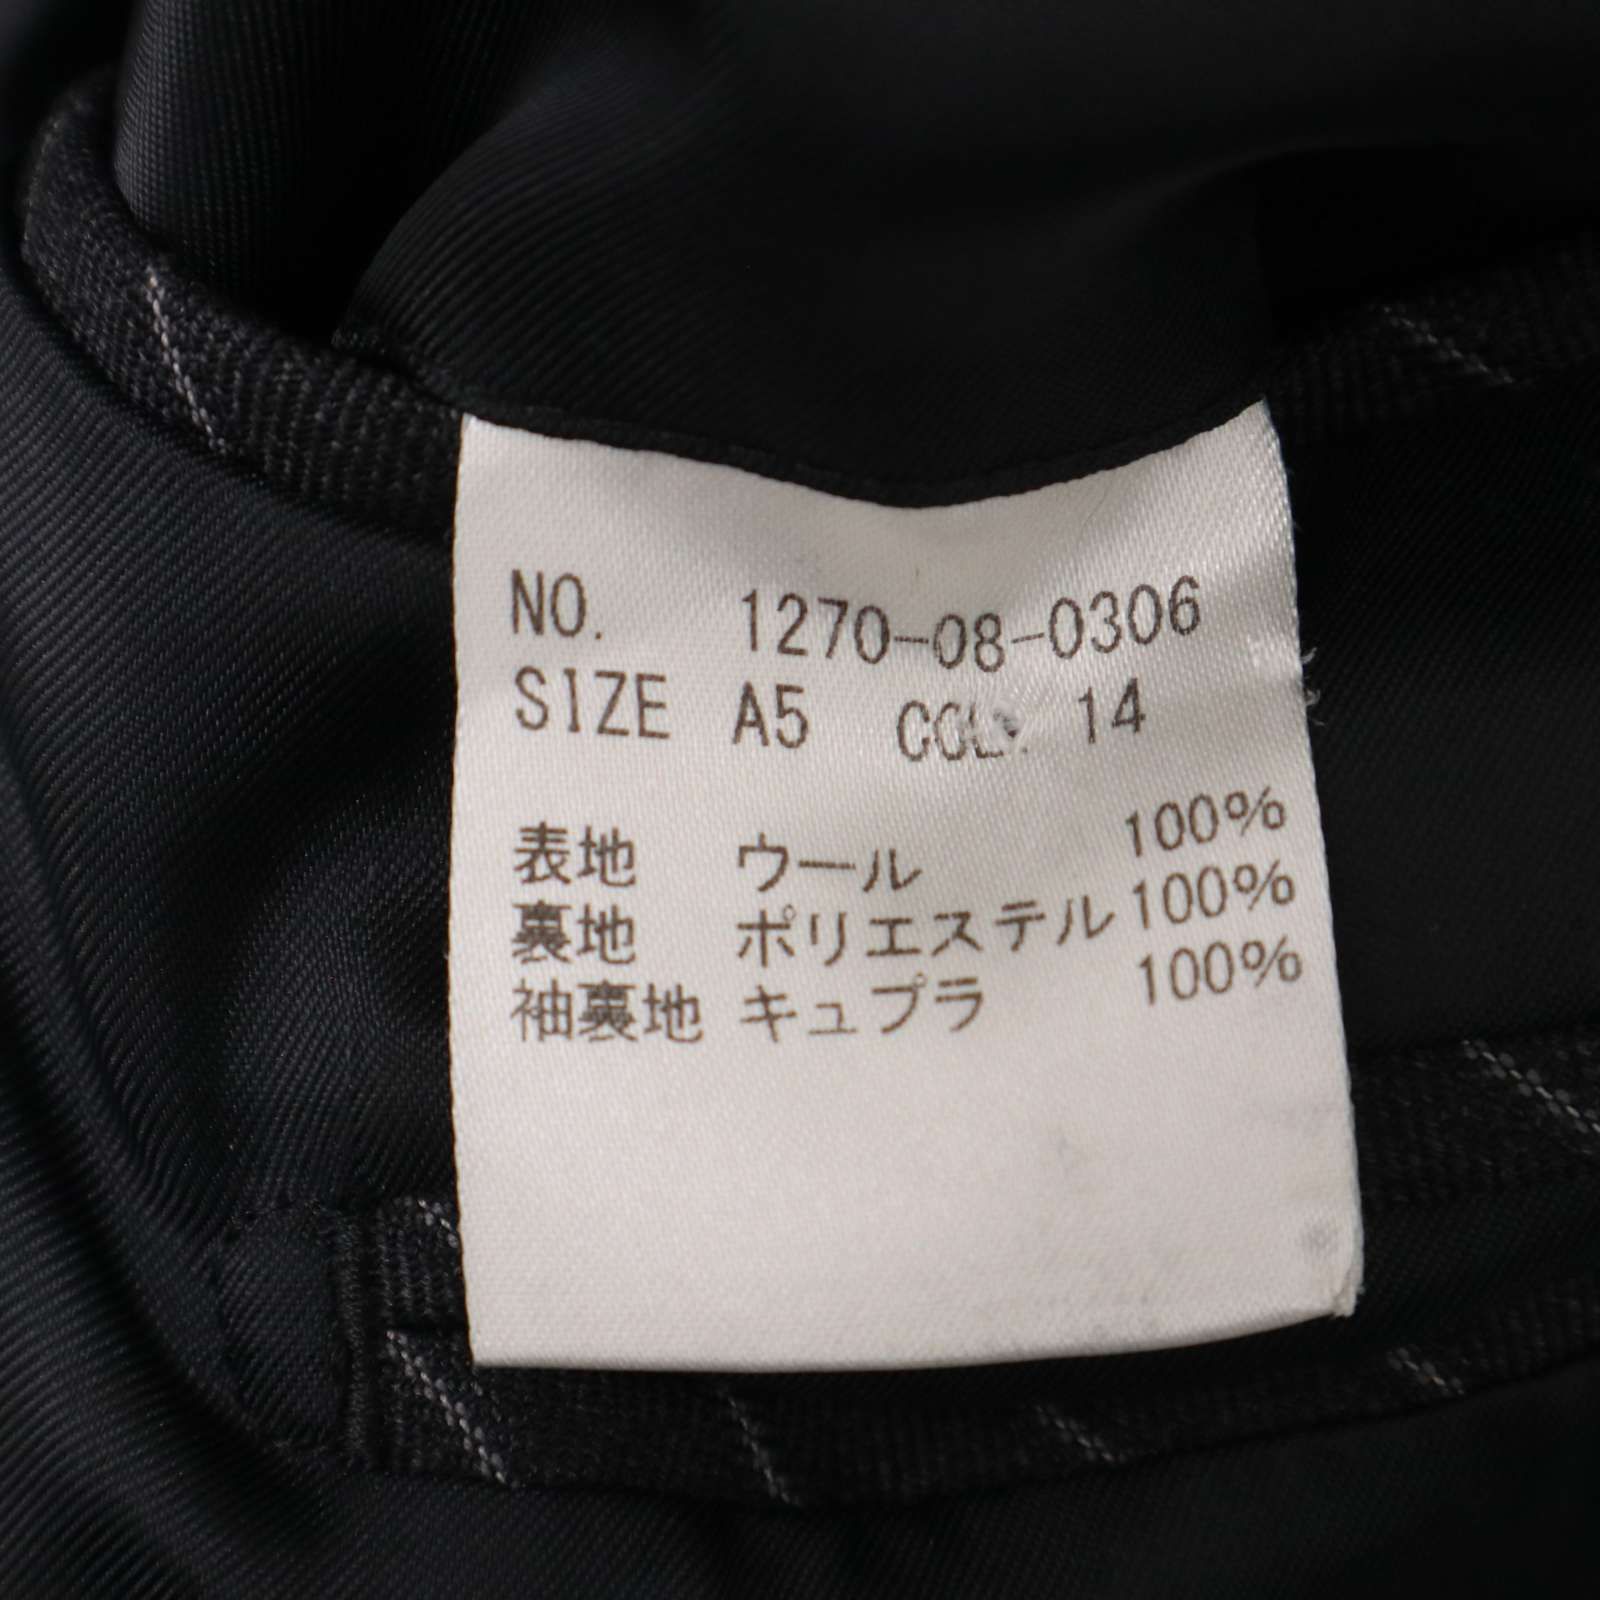 NO. 1270-08-0306
SIZE A5 COL. 14
表地 ウール 100%
裏地 ポリエステル 100%
袖裏地 キュプラ 100%